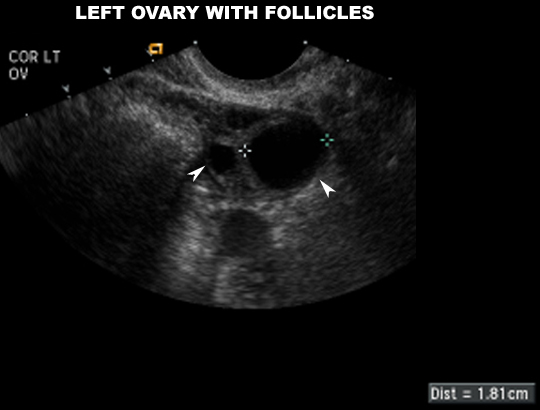 LEFT OVARY WITH FOLLICLES
COR LT
OV
Dist = 1.81cm